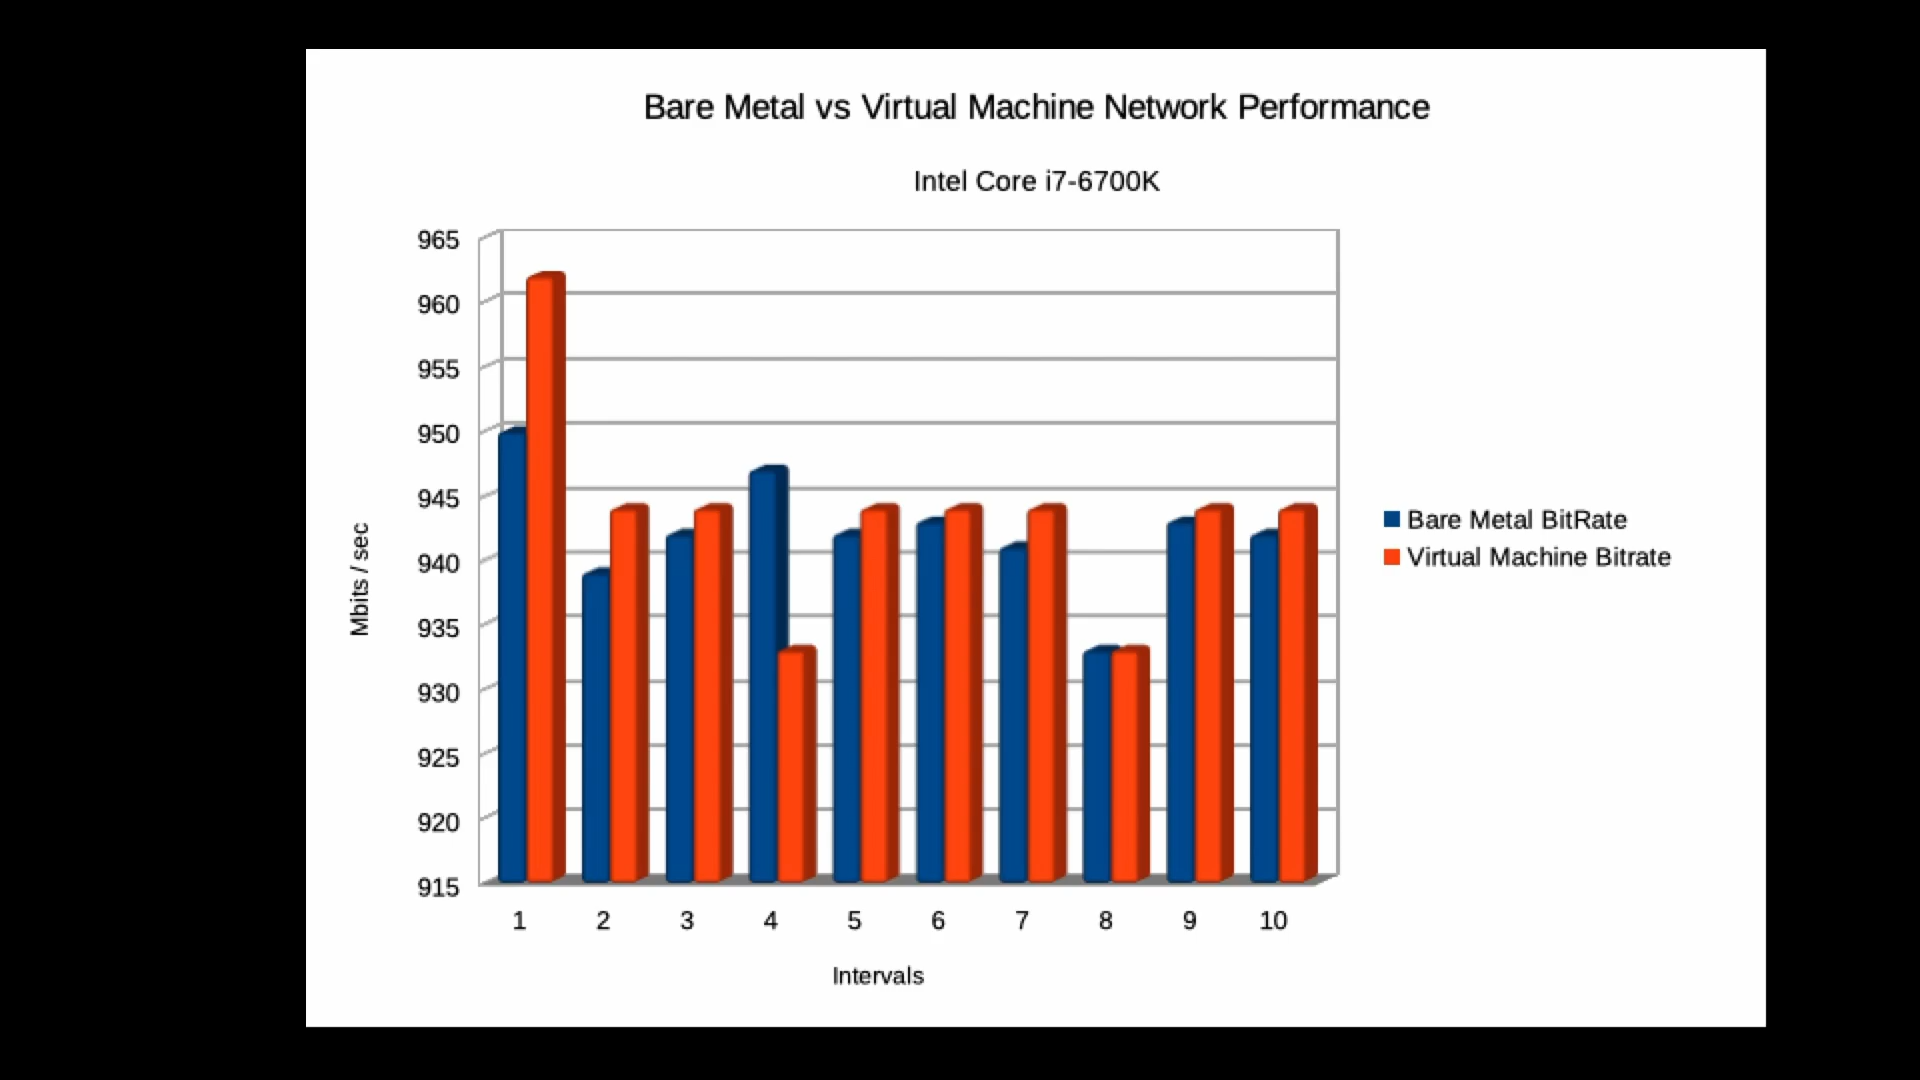 Bare Metal vs Virtual Machine Network Performance
Intel Core i7-6700K
965
960
955
950
945
940
935
930
925
920
915
Mbits / sec
1 2 3 4 5 6 7 8 9 10
Intervals
Bare Metal BitRate
Virtual Machine Bitrate